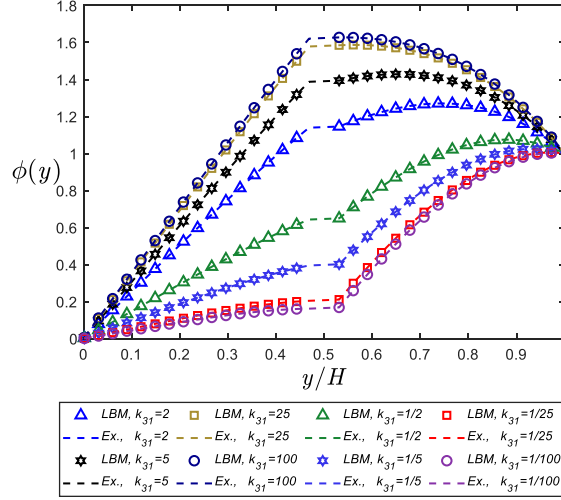 1.8
1.6
1.4
1.2
1
0.8
0.6
0.4
0.2
0
ϕ(y)
0 0.1 0.2 0.3 0.4 0.5 0.6 0.7 0.8 0.9
y/H
LBM, k31=2 LBM, k31=25 LBM, k31=1/2 LBM, k31=1/25
Ex., k31=2 Ex., k31=25 Ex., k31=1/2 Ex., k31=1/25
LBM, k31=5 LBM, k31=100 LBM, k31=1/5 LBM, k31=1/100
Ex., k31=5 Ex., k31=100 Ex., k31=1/5 Ex., k31=1/100